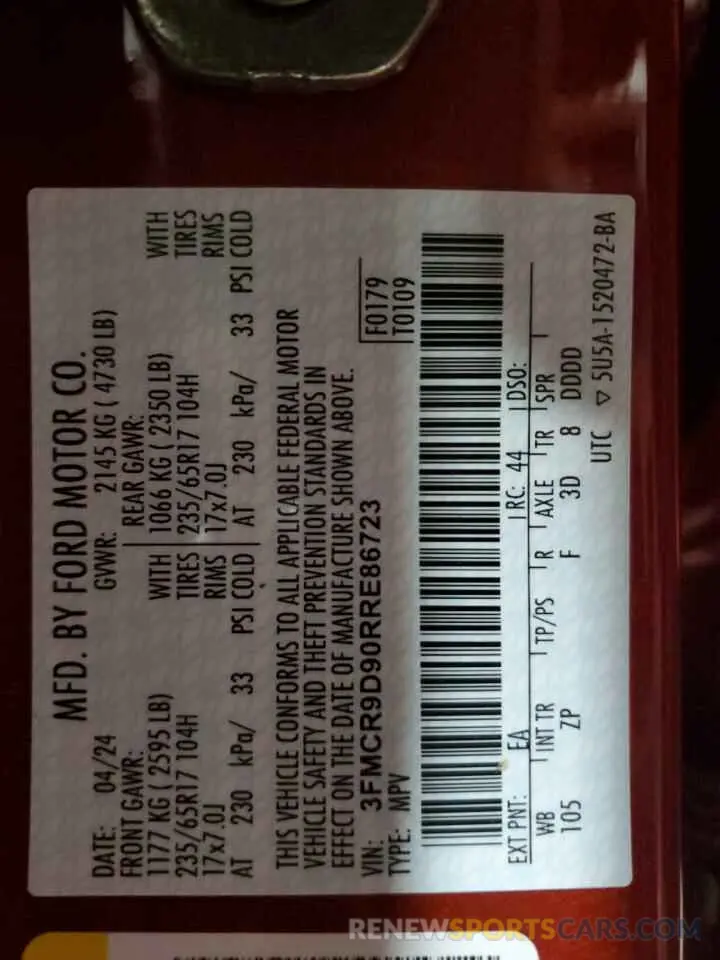 MFD. BY FORD MOTOR CO.
DATE: 04/24 GVWR: 2145 KG ( 4730 LB)
FRONT GAWR: REAR GAWR:
1177 KG ( 2595 LB) WITH 1066 KG ( 2350 LB) WITH
235/65R17 104H TIRES 235/65R17 104H TIRES
17x7.0J RIMS 17x7.0J RIMS
AT 230 kPa/ 33 PSI COLD AT 230 kPa/ 33 PSI COLD
THIS VEHICLE CONFORMS TO ALL APPLICABLE FEDERAL MOTOR
VEHICLE SAFETY AND THEFT PREVENTION STANDARDS IN
EFFECT ON THE DATE OF MANUFACTURE SHOWN ABOVE.
VIN: 3FMCR9D90RRE86723 F0179
TYPE: MPV T0109
EXT PNT: EA RC: 44 DSO:
WB INT TR TP/PS R AXLE TR SPR
105 ZP F 3D 8 DDDD
UTC ▽ 5U5A-1520472-BA
RENEWSPORTSCARS.COM